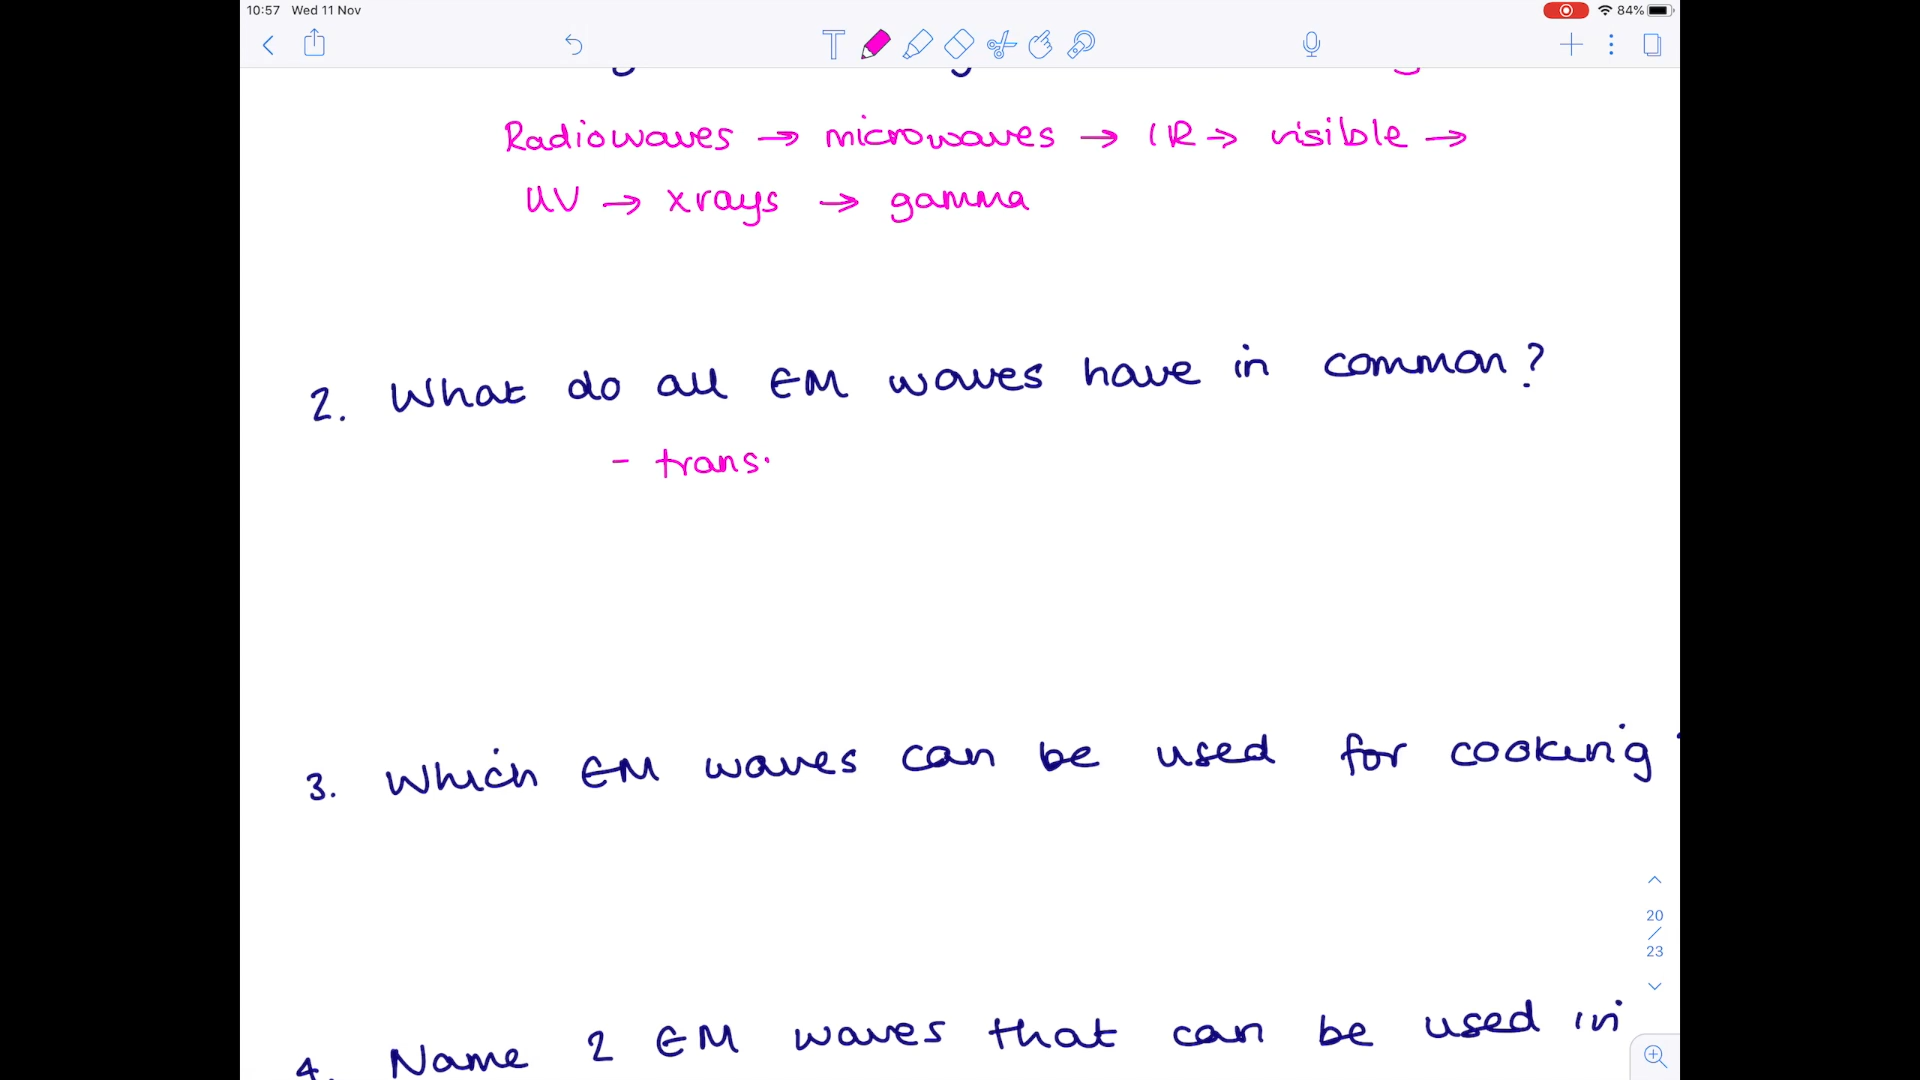 10:57 Wed 11 Nov
84%
T
Radiowaves → microwaves → IR → visible →
UV → xrays → gamma
2. What do all EM waves have in common?
- trans.
3. Which EM waves can be used for cooking
20
/
23
4. Name 2 EM waves that can be used in